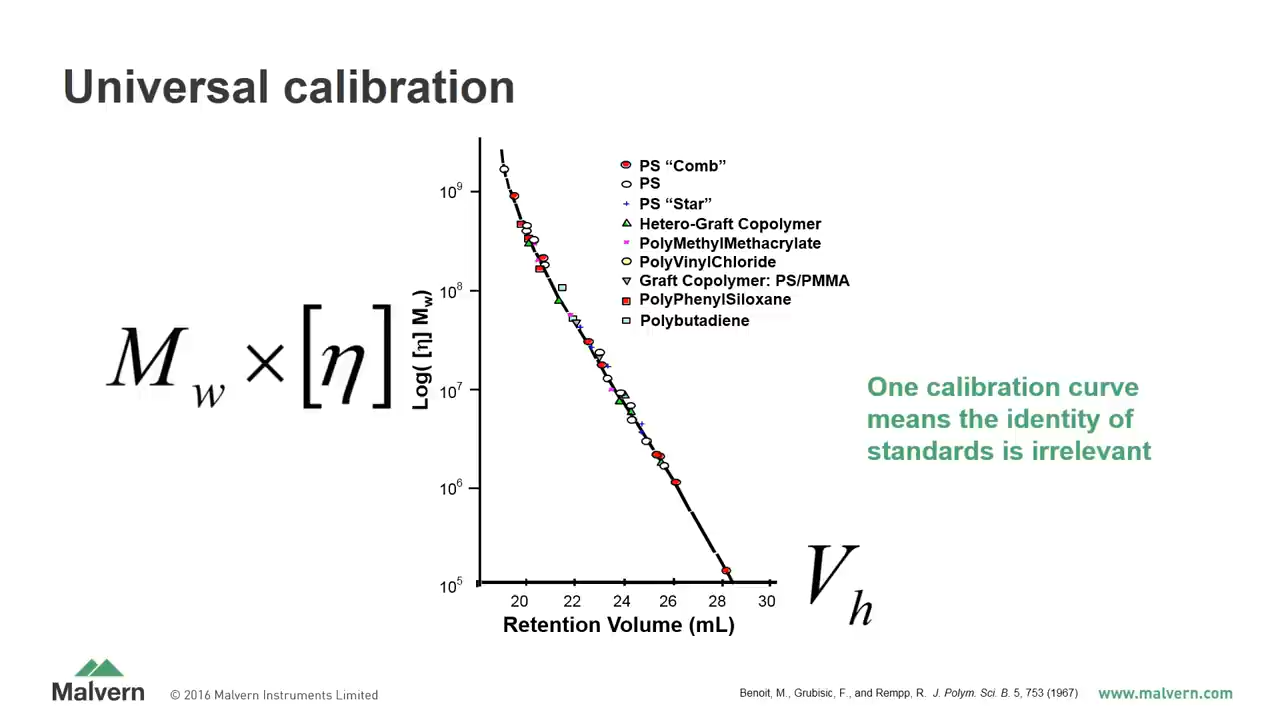 Universal calibration
PS “Comb”
PS
PS “Star”
Hetero-Graft Copolymer
PolyMethylMethacrylate
PolyVinylChloride
Graft Copolymer: PS/PMMA
PolyPhenylSiloxane
Polybutadiene
10⁹
10⁸
10⁷
10⁶
10⁵
Log( [η] Mw)
Mw × [η]
One calibration curve
means the identity of
standards is irrelevant
20 22 24 26 28 30
Retention Volume (mL)
Vh
Malvern
© 2016 Malvern Instruments Limited
Benoit, M., Grubisic, F., and Rempp, R. J. Polym. Sci. B. 5, 753 (1967)
www.malvern.com